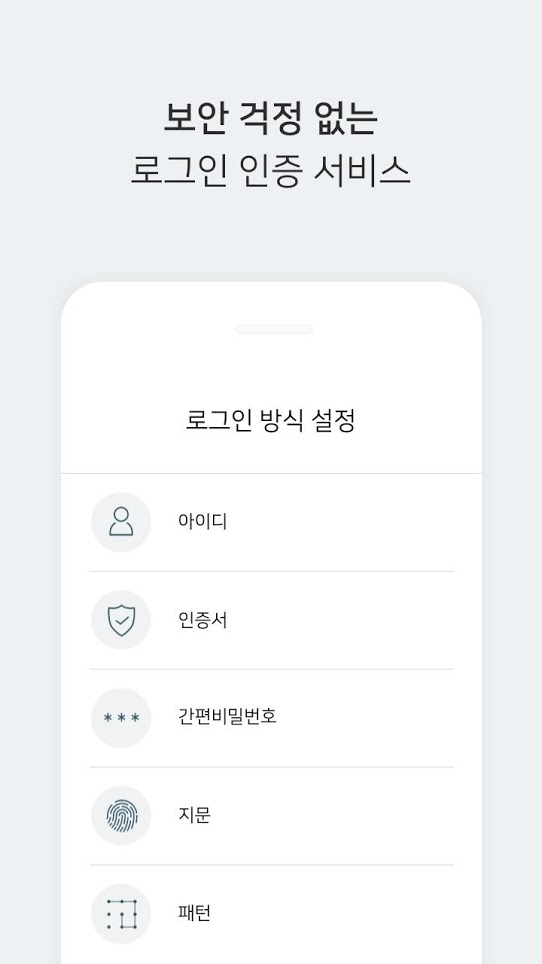 보안 걱정 없는
로그인 인증 서비스
로그인 방식 설정
아이디
인증서
***
간편비밀번호
지문
패턴